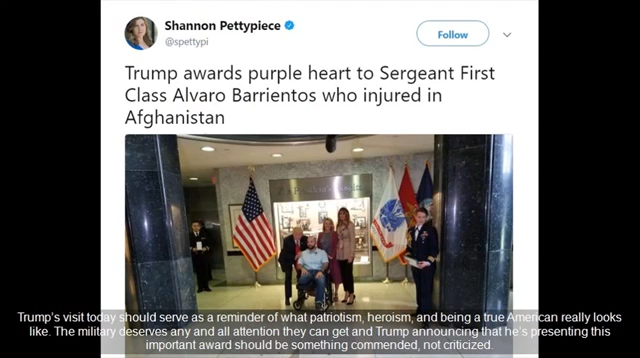 Shannon Pettypiece
@spettypi
Follow
Trump awards purple heart to Sergeant First
Class Alvaro Barrientos who injured in
Afghanistan
Trump's visit today should serve as a reminder of what patriotism, heroism, and being a true American really looks
like. The military deserves any and all attention they can get and Trump announcing that he's presenting this
important award should be something commended, not criticized.